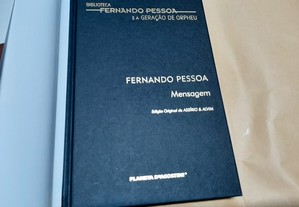 BIBLIOTECA
FERNANDO PESSOA
E A GERAÇÃO DE ORPHEU
FERNANDO PESSOA
Mensagem
Edição Original de ASSÍRIO & ALVIM
PLANETA DEAGOSTINI